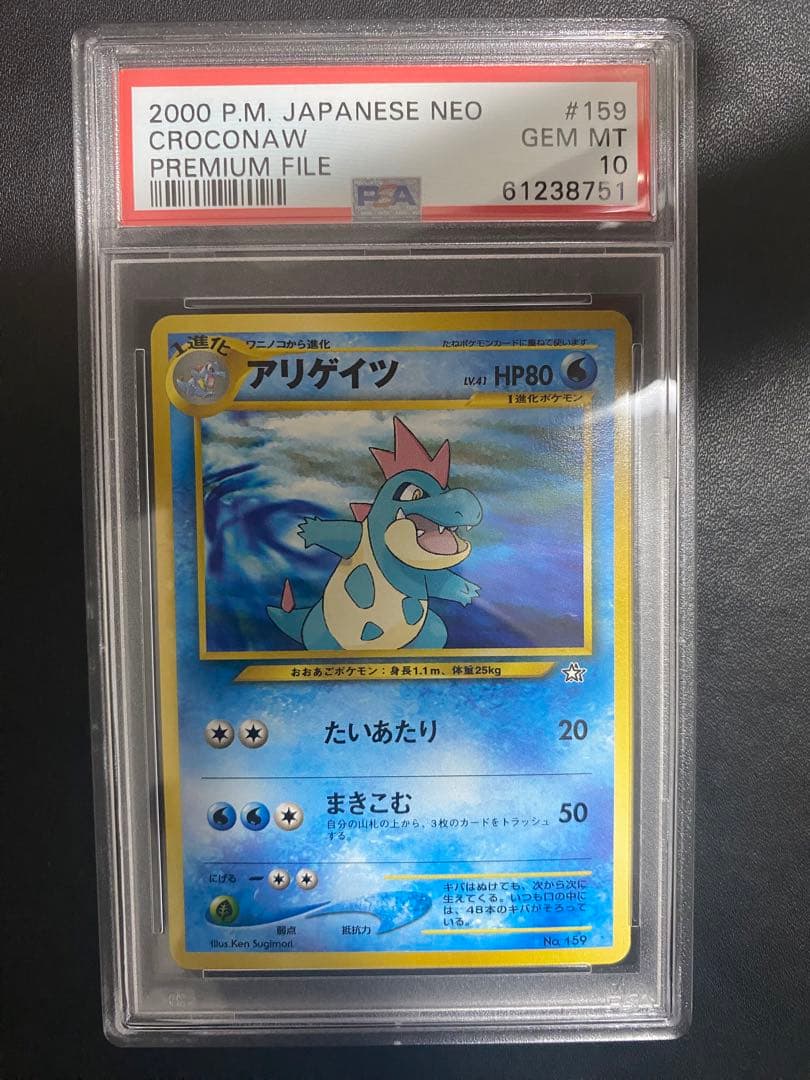 2000 P.M. JAPANESE NEO #159
CROCONAW GEM MT
PREMIUM FILE 10
PSA 61238751
1進化
ワニノコから進化 たねポケモンカードに重ねて使います
アリゲイツ LV.41 HP80
1進化ポケモン
おおあごポケモン:身長1.1m、体重25kg
たいあたり 20
まきこむ 50
自分の山札の上から、3枚のカードをトラッシュ
する。
にげる
弱点 抵抗力
キバはぬけても、次から次に
生えてくる。いつも口の中に
は、48本のキバがそろって
いる。
Illus.Ken Sugimori No.159